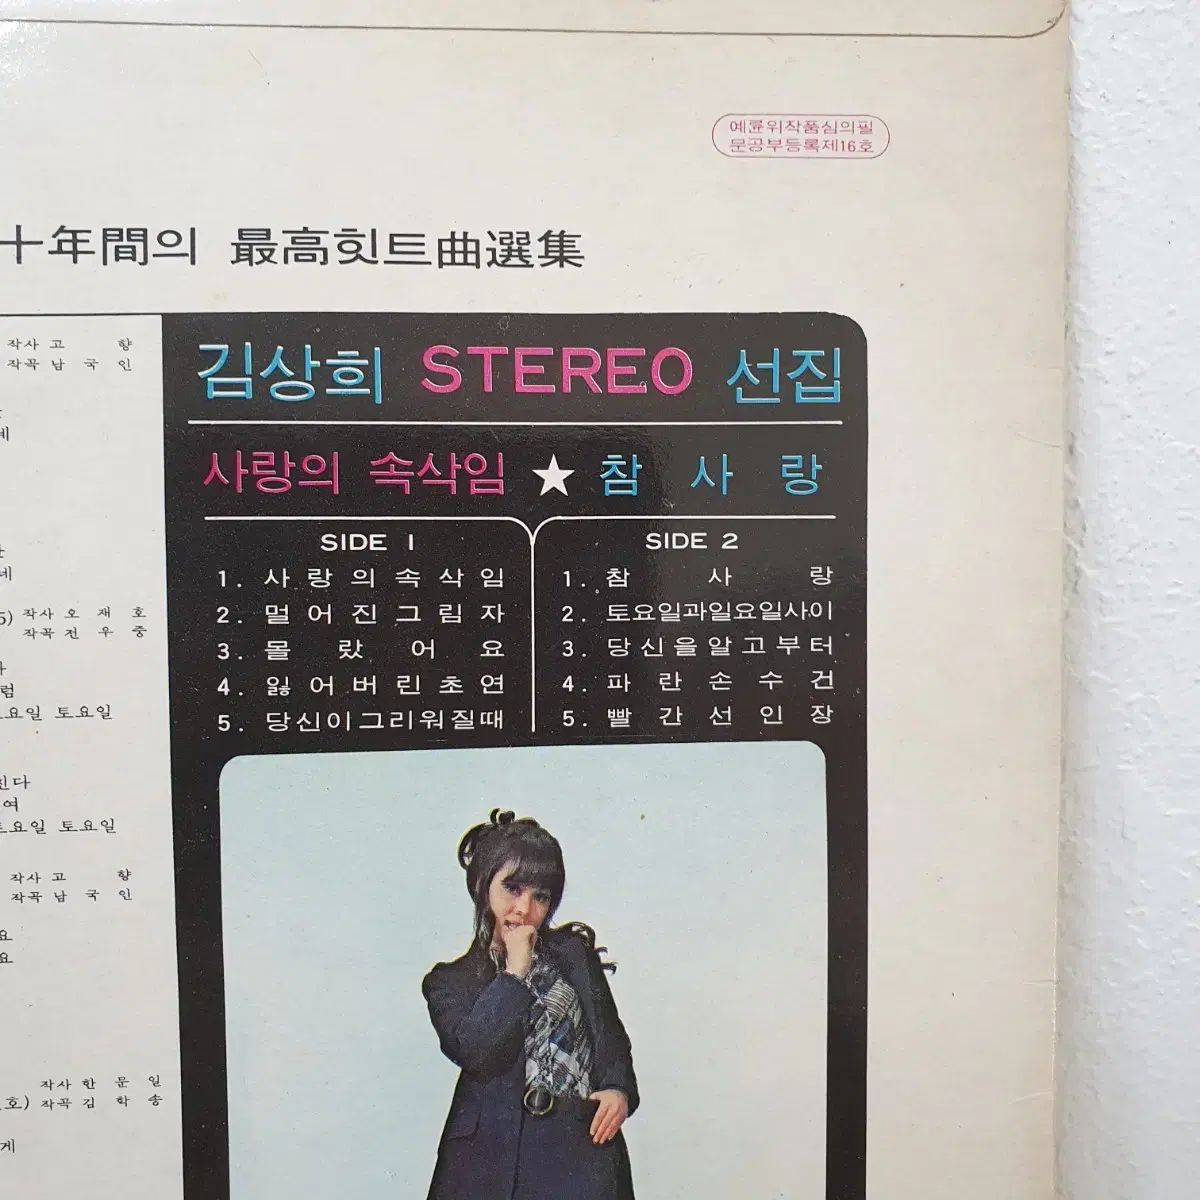 예륜위작품심의필
문공부등록제16호
十年間의 最高힛트曲選集
작사 고 향
작곡 남 국 인
네
작사 오 재 호
작곡 전 우 중
럼
요일 토요일
여
토요일 토요일
작사 고 향
작곡 남 국 인
요
요
작사 한 문 일
호) 작곡 김 학 송
게
김상희 STEREO 선집
사랑의 속삭임 ★ 참 사 랑
SIDE 1
1. 사랑의속삭임
2. 멀어진그림자
3. 몰랐어요
4. 잃어버린초연
5. 당신이그리워질때
SIDE 2
1. 참 사 랑
2. 토요일과일요일사이
3. 당신을알고부터
4. 파란손수건
5. 빨간선인장